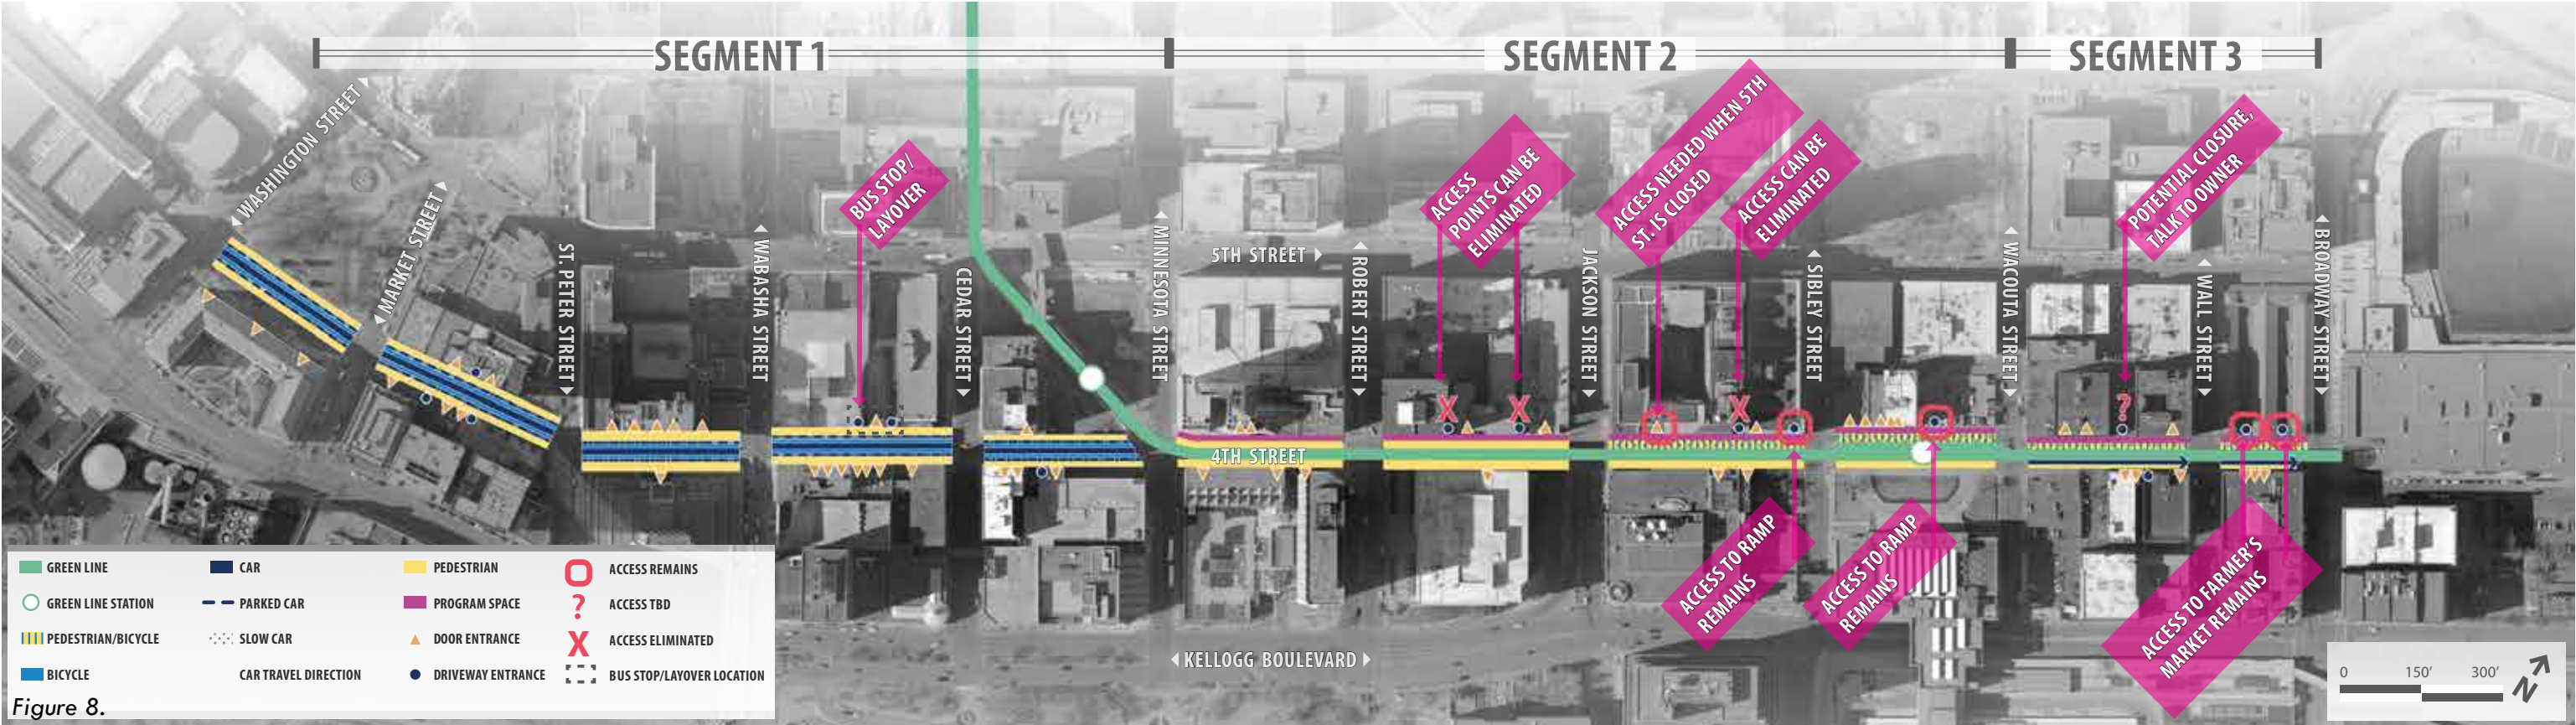 SEGMENT 1
SEGMENT 2
SEGMENT 3
WASHINGTON STREET
MARKET STREET
ST. PETER STREET
WABASHA STREET
BUS STOP/
LAYOVER
CEDAR STREET
MINNESOTA STREET
5TH STREET
ROBERT STREET
ACCESS
POINTS CAN BE
ELIMINATED
JACKSON STREET
ACCESS NEEDED WHEN 5TH
ST. IS CLOSED
ACCESS CAN BE
ELIMINATED
SIBLEY STREET
WACOUTA STREET
POTENTIAL CLOSURE,
TALK TO OWNER
WALL STREET
BROADWAY STREET
X
X
X
?
4TH STREET
ACCESS TO RAMP
REMAINS
ACCESS TO RAMP
REMAINS
ACCESS TO FARMER'S
MARKET REMAINS
KELLOGG BOULEVARD
GREEN LINE
GREEN LINE STATION
PEDESTRIAN/BICYCLE
BICYCLE
CAR
PARKED CAR
SLOW CAR
CAR TRAVEL DIRECTION
PEDESTRIAN
PROGRAM SPACE
DOOR ENTRANCE
DRIVEWAY ENTRANCE
ACCESS REMAINS
? ACCESS TBD
X ACCESS ELIMINATED
BUS STOP/LAYOVER LOCATION
Figure 8.
0 150' 300'
N